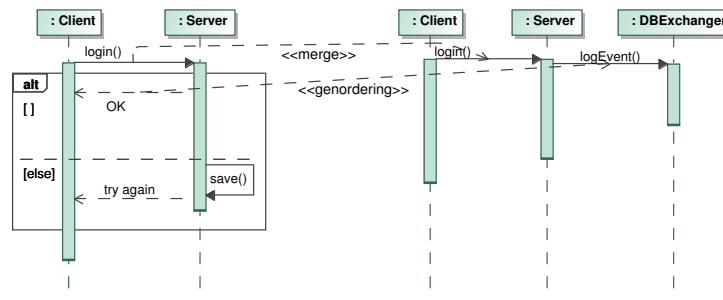 : Client
: Server
: Client
: Server
: DBExchanger
login()
<<merge>>
login()
logEvent()
alt
<<genordering>>
[ ]
OK
[else]
save()
try again